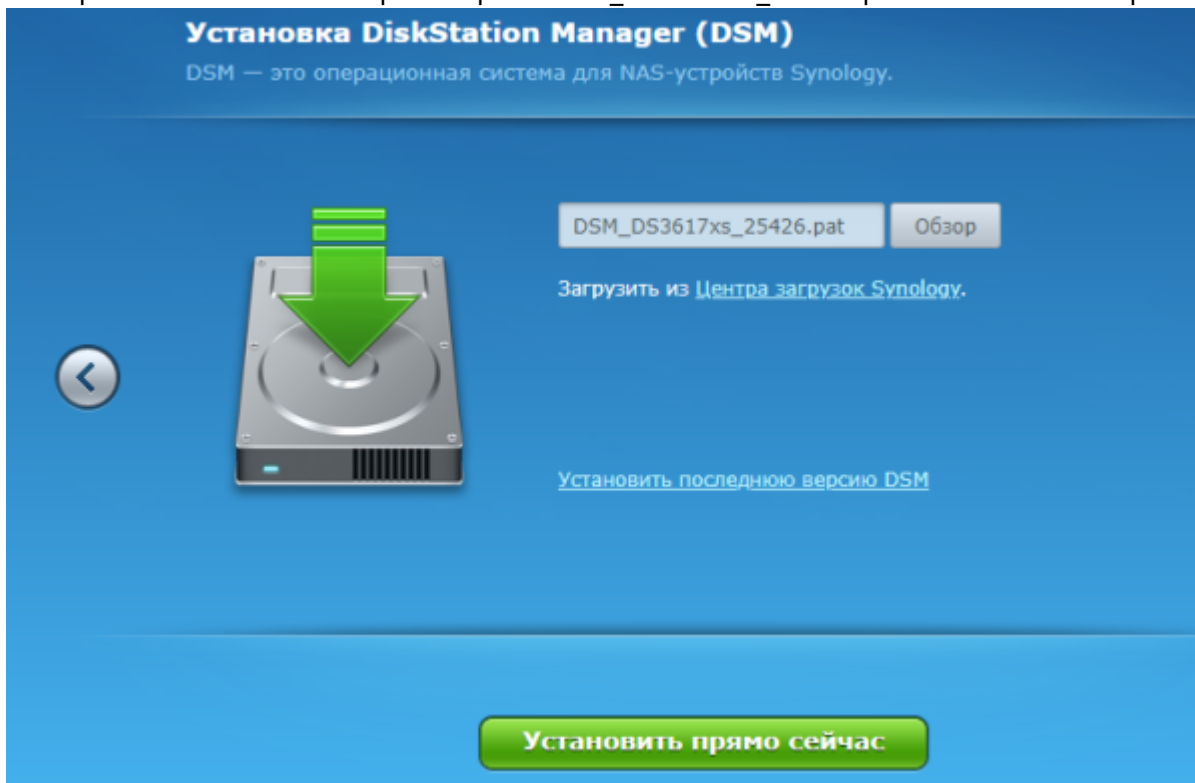 Установка DiskStation Manager (DSM)
DSM — это операционная система для NAS-устройств Synology.
DSM_DS3617xs_25426.pat
Обзор
Загрузить из Центра загрузок Synology.
Установить последнюю версию DSM
Установить прямо сейчас